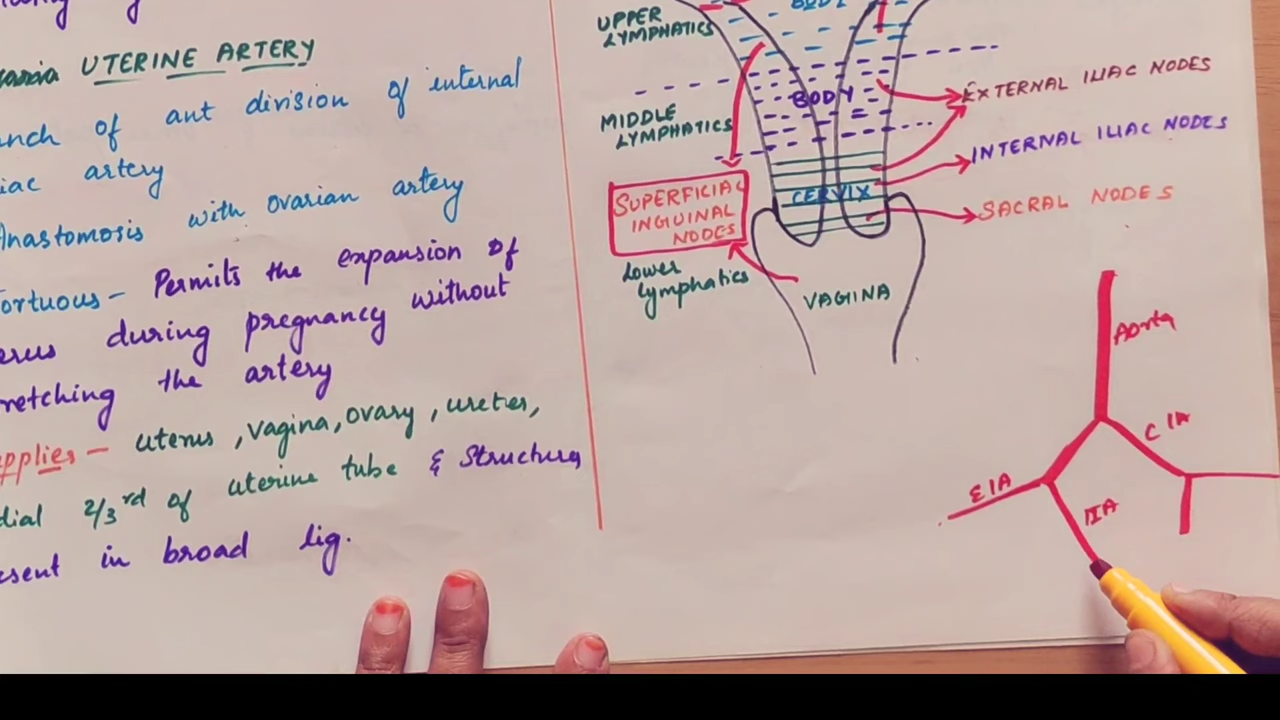 UTERINE ARTERY
of ant division of internal
artery
Anastomosis with ovarian artery
Permits the expansion of
during pregnancy without
the artery
uterus, vagina, ovary, ureter,
2/3rd of uterine tube & Structures
in broad lig.
UPPER
LYMPHATICS
BODY
MIDDLE
LYMPHATICS
EXTERNAL ILIAC NODES
INTERNAL ILIAC NODES
CERVIX
SACRAL NODES
SUPERFICIAL
INGUINAL
NODES
Lower
lymphatics
VAGINA
Aorta
CIA
EIA
IIA